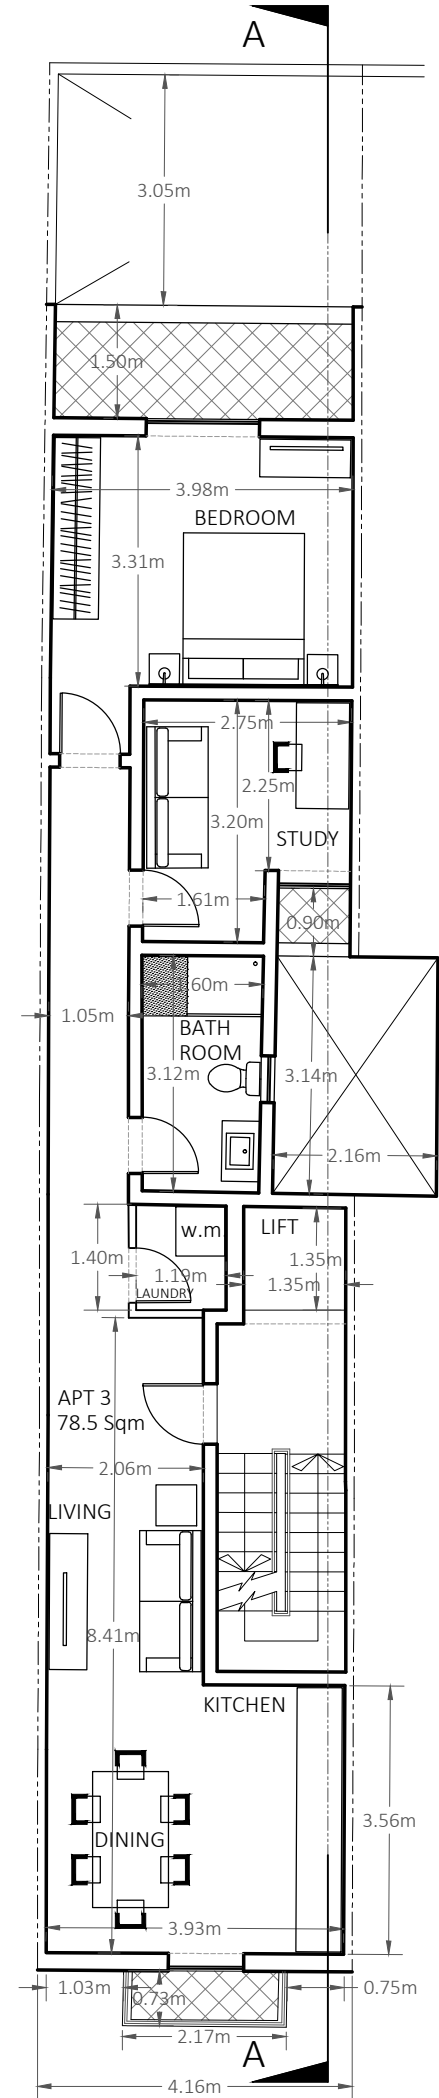 A
3.05m
1.50m
3.98m
BEDROOM
3.31m
2.75m
2.25m
3.20m
STUDY
1.61m
0.90m
1.60m
1.05m
BATH
ROOM
3.12m
3.14m
2.16m
w.m
LIFT
1.40m
1.35m
1.19m
1.35m
LAUNDRY
APT 3
78.5 Sqm
2.06m
LIVING
8.41m
KITCHEN
3.56m
DINING
3.93m
1.03m
0.73m
0.75m
2.17m
A
4.16m